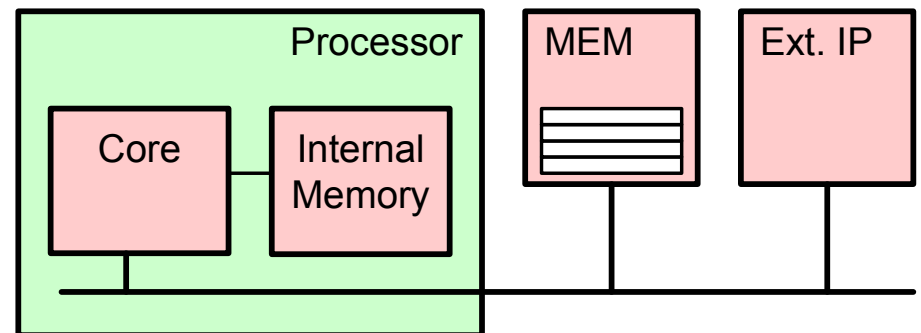 Processor
MEM
Ext. IP
Core
Internal
Memory